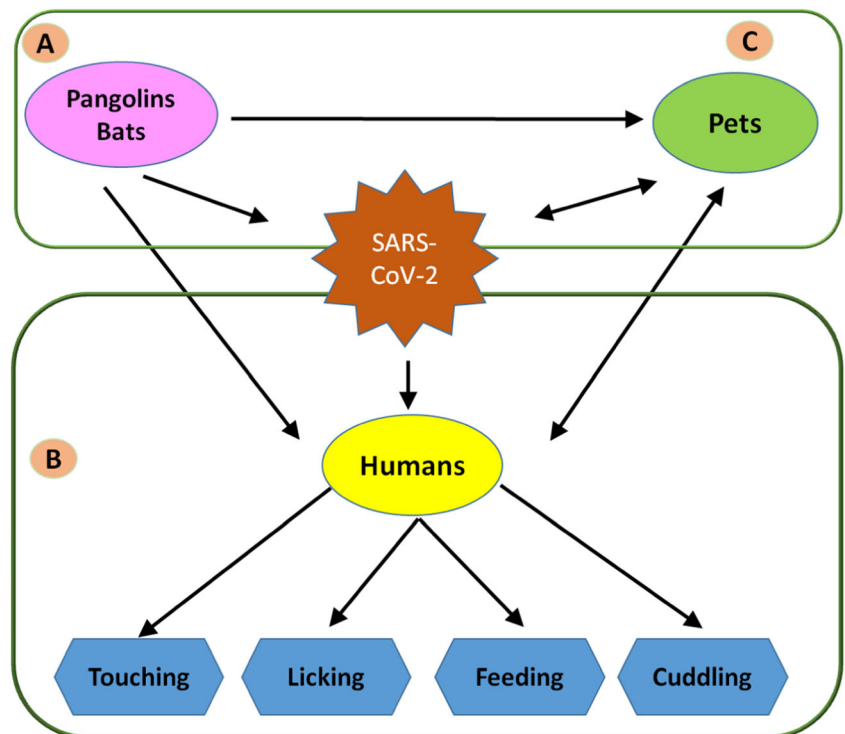 A
C
Pangolins
Bats
Pets
SARS-
CoV-2
B
Humans
Touching
Licking
Feeding
Cuddling